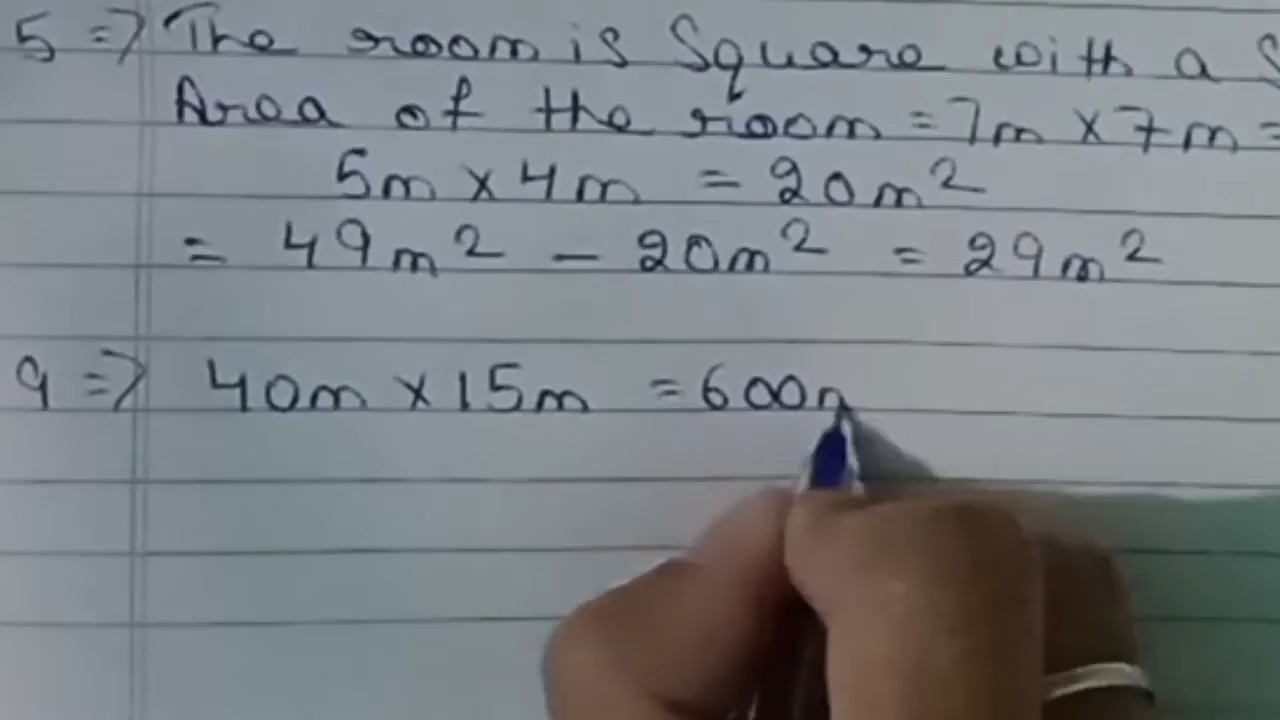 5 => The room is Square with a
Area of the room = 7m × 7m =
5m × 4m = 20m²
= 49m² - 20m² = 29m²
9 => 40m × 15m = 600m